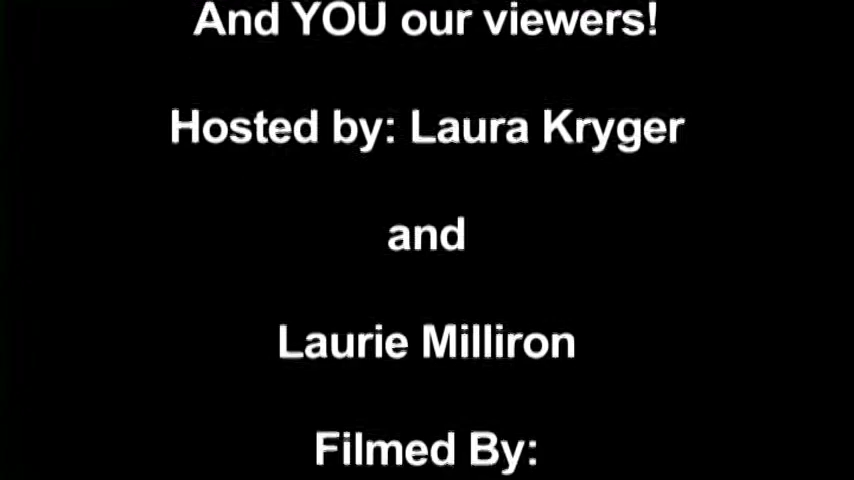 And YOU our viewers!
Hosted by: Laura Kryger
and
Laurie Milliron
Filmed By: